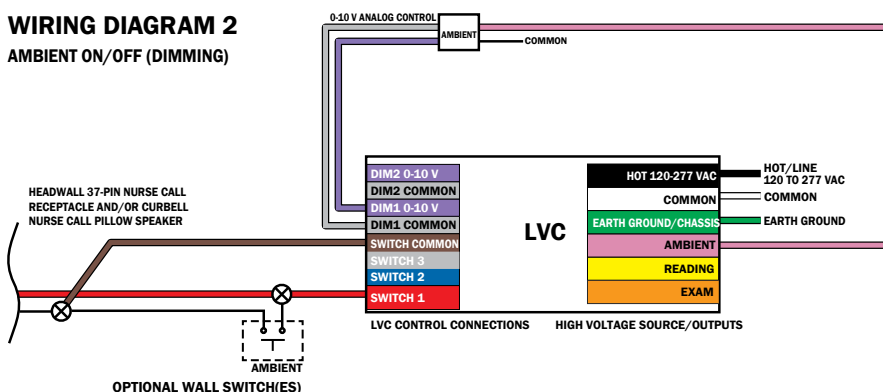 WIRING DIAGRAM 2
AMBIENT ON/OFF (DIMMING)
0-10 V ANALOG CONTROL
AMBIENT
COMMON
HEADWALL 37-PIN NURSE CALL
RECEPTACLE AND/OR CURBELL
NURSE CALL PILLOW SPEAKER
DIM2 0-10 V
DIM2 COMMON
DIM1 0-10 V
DIM1 COMMON
SWITCH COMMON
SWITCH 3
SWITCH 2
SWITCH 1
LVC
HOT 120-277 VAC
COMMON
EARTH GROUND/CHASSIS
AMBIENT
READING
EXAM
HOT/LINE
120 TO 277 VAC
COMMON
EARTH GROUND
LVC CONTROL CONNECTIONS
HIGH VOLTAGE SOURCE/OUTPUTS
AMBIENT
OPTIONAL WALL SWITCH(ES)